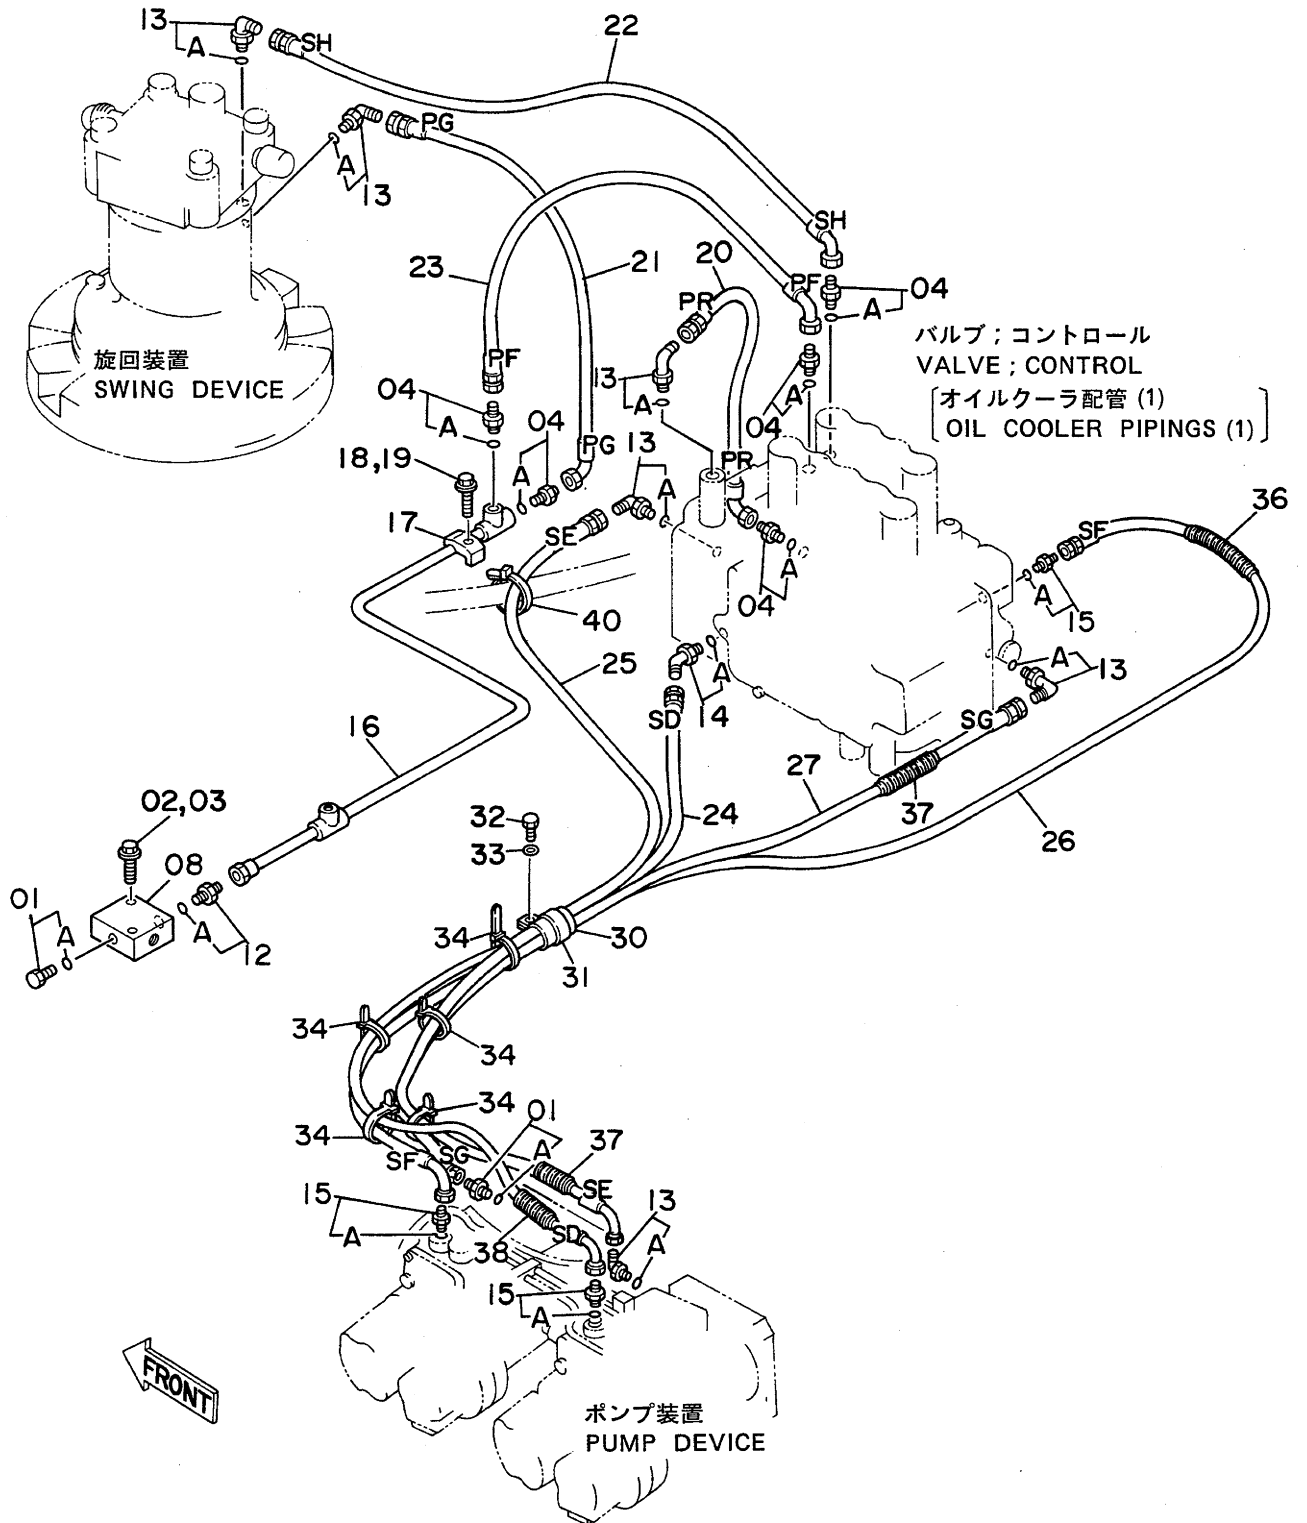 13
A
SH
22
PG
A
13
SH
23
21
20
PF
04
A
PR
バルブ ; コントロール
VALVE ; CONTROL
オイルクーラ配管 (1)
OIL COOLER PIPINGS (1)
旋回装置
SWING DEVICE
PF
04
A
13
A
A
04
04
A
PG
13
A
PR
18,19
17
SE
36
SF
A
04
A
15
40
25
A
14
SD
A
13
SG
16
27
37
26
24
02,03
32
33
08
01
A
A
12
34
30
31
34
34
34
34
01
A
37
SF
SG
SE
15
A
13
A
38
SD
15
A
FRONT
ポンプ装置
PUMP DEVICE